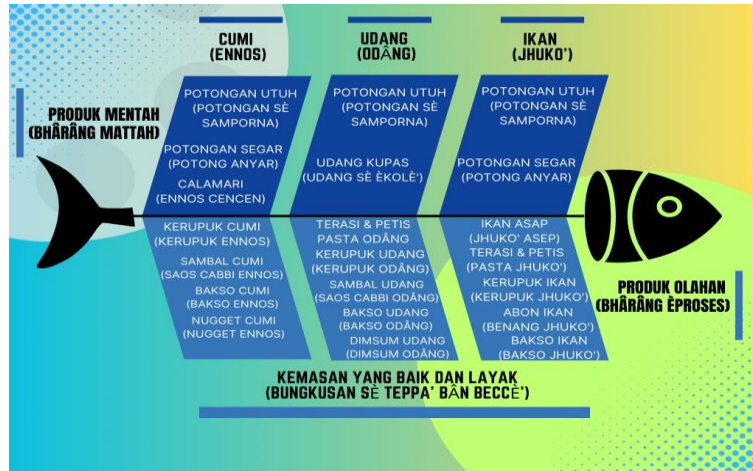 CUMI
(ENNOS)
UDANG
(ODÂNG)
IKAN
(JHUKO')
PRODUK MENTAH
(BHÂRÂNG MATTAH)
POTONGAN UTUH
(POTONGAN SÈ
SAMPORNA)
POTONGAN SEGAR
(POTONG ANYAR)
CALAMARI
(ENNOS CENCEN)
POTONGAN UTUH
(POTONGAN SÈ
SAMPORNA)
UDANG KUPAS
(UDANG SÈ ÈKOLÈ')
POTONGAN UTUH
(POTONGAN SÈ
SAMPORNA)
POTONGAN SEGAR
(POTONG ANYAR)
KERUPUK CUMI
(KERUPUK ENNOS)
SAMBAL CUMI
(SAOS CABBI ENNOS)
BAKSO CUMI
(BAKSO ENNOS)
NUGGET CUMI
(NUGGET ENNOS)
TERASI & PETIS
PASTA ODÂNG
KERUPUK UDANG
(KERUPUK ODÂNG)
SAMBAL UDANG
(SAOS CABBI ODÂNG)
BAKSO UDANG
(BAKSO ODÂNG)
DIMSUM UDANG
(DIMSUM ODÂNG)
IKAN ASAP
(JHUKO' ASEP)
TERASI & PETIS
(PASTA JHUKO')
KERUPUK IKAN
(KERUPUK JHUKO')
ABON IKAN
(BENANG JHUKO')
BAKSO IKAN
(BAKSO JHUKO')
PRODUK OLAHAN
(BHÂRÂNG ÈPROSES)
KEMASAN YANG BAIK DAN LAYAK
(BUNGKUSAN SÈ TEPPA' BÂN BECCÈ')